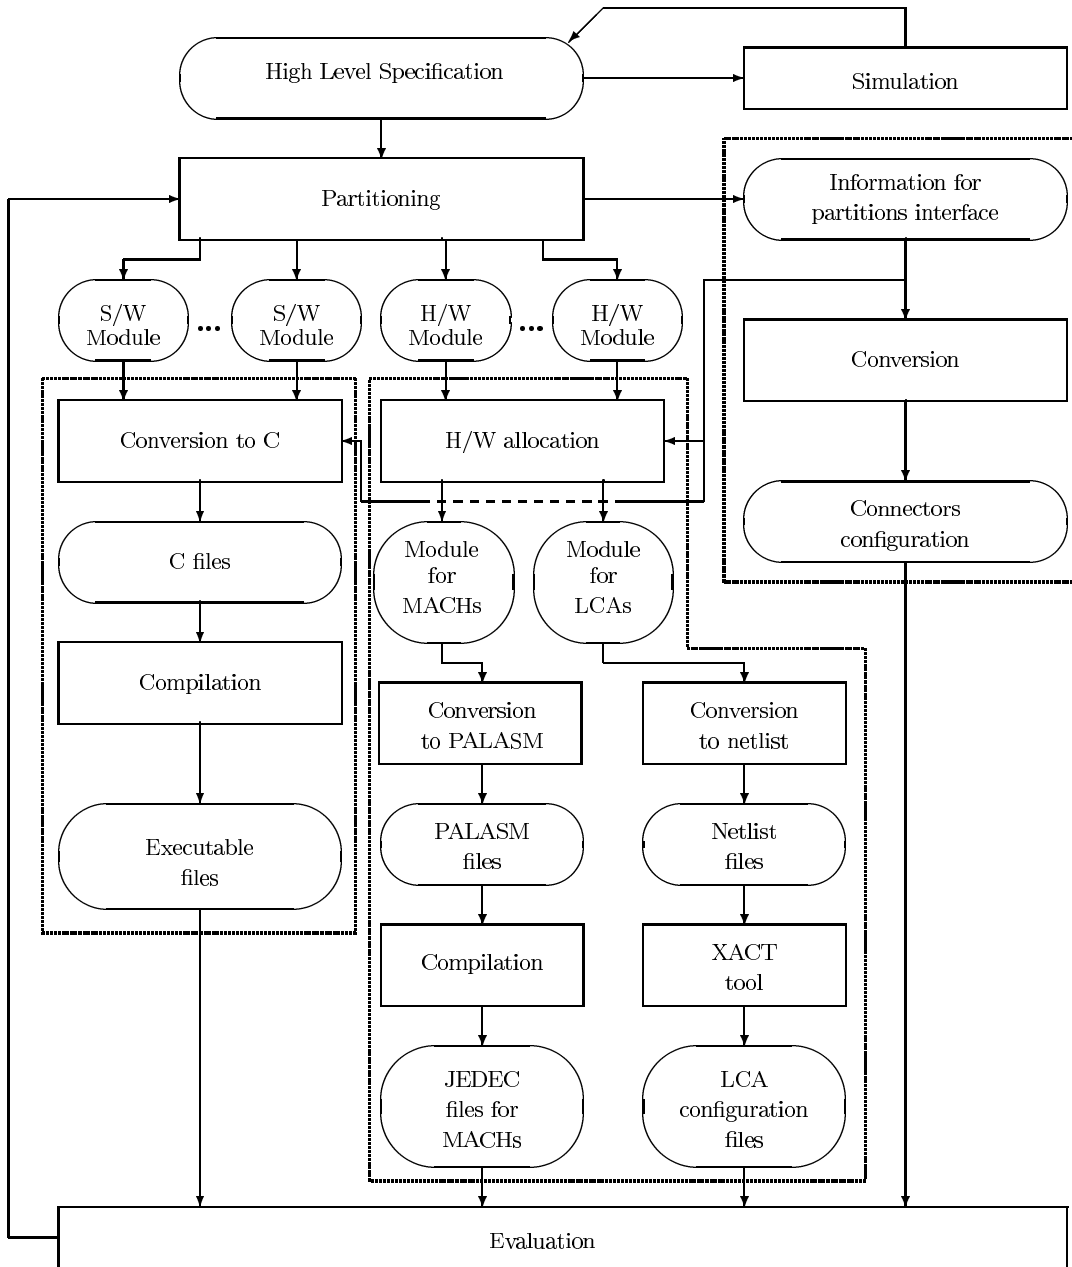 High Level Specification
Simulation
Partitioning
Information for
partitions interface
S/W
Module
...
S/W
Module
H/W
Module
...
H/W
Module
Conversion
Conversion to C
H/W allocation
Connectors
configuration
C files
Module
for
MACHs
Module
for
LCAs
Compilation
Conversion
to PALASM
Conversion
to netlist
Executable
files
PALASM
files
Netlist
files
Compilation
XACT
tool
JEDEC
files for
MACHs
LCA
configuration
files
Evaluation